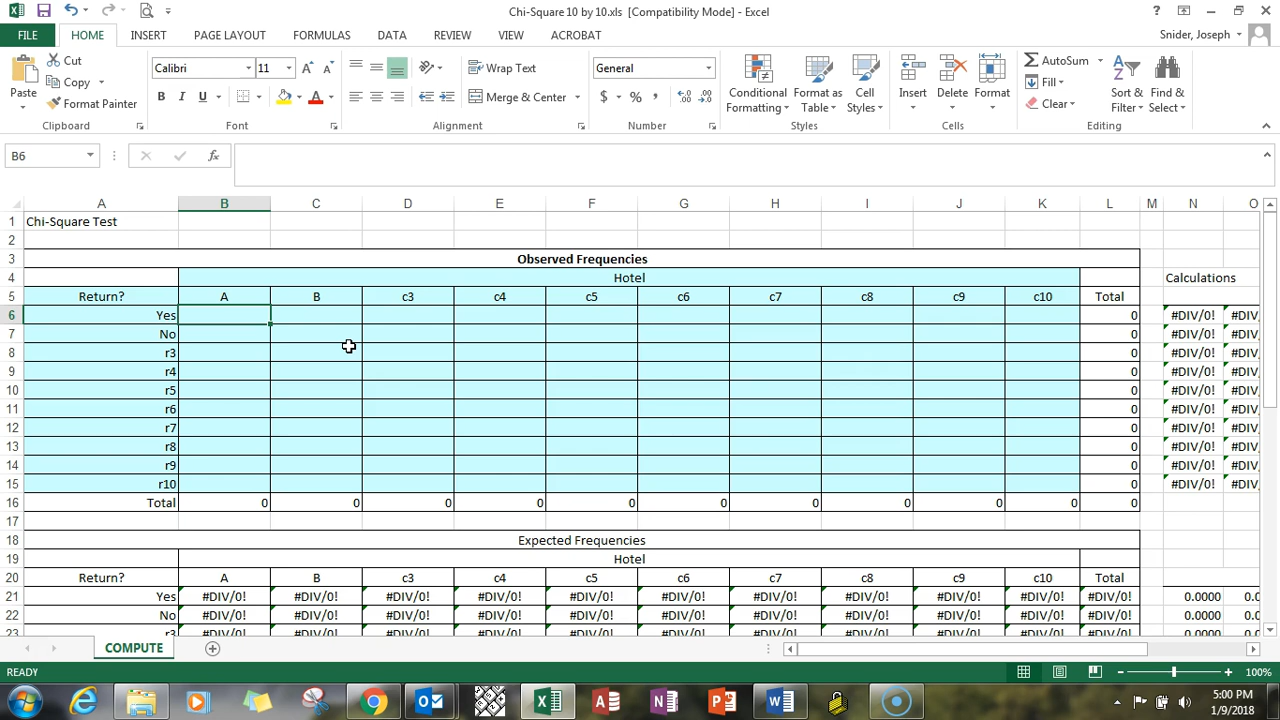 Chi-Square 10 by 10.xls [Compatibility Mode] - Excel
?
FILE HOME INSERT PAGE LAYOUT FORMULAS DATA REVIEW VIEW ACROBAT Snider, Joseph
Paste Cut Copy Format Painter
Calibri 11 B I U A A A
Wrap Text Merge & Center
General $ % ,
Conditional Formatting Format as Table Cell Styles
Insert Delete Format
AutoSum Fill Clear Sort & Filter Find & Select
Clipboard Font Alignment Number Styles Cells Editing
B6 fx
A B C D E F G H I J K L M N O
1 Chi-Square Test
2
3 Observed Frequencies
4 Hotel Calculations
5 Return? A B c3 c4 c5 c6 c7 c8 c9 c10 Total
6 Yes 0 #DIV/0! #DIV/
7 No 0 #DIV/0! #DIV/
8 r3 0 #DIV/0! #DIV/
9 r4 0 #DIV/0! #DIV/
10 r5 0 #DIV/0! #DIV/
11 r6 0 #DIV/0! #DIV/
12 r7 0 #DIV/0! #DIV/
13 r8 0 #DIV/0! #DIV/
14 r9 0 #DIV/0! #DIV/
15 r10 0 #DIV/0! #DIV/
16 Total 0 0 0 0 0 0 0 0 0 0 0
17
18 Expected Frequencies
19 Hotel
20 Return? A B c3 c4 c5 c6 c7 c8 c9 c10 Total
21 Yes #DIV/0! #DIV/0! #DIV/0! #DIV/0! #DIV/0! #DIV/0! #DIV/0! #DIV/0! #DIV/0! #DIV/0! #DIV/0! 0.0000 0.0
22 No #DIV/0! #DIV/0! #DIV/0! #DIV/0! #DIV/0! #DIV/0! #DIV/0! #DIV/0! #DIV/0! #DIV/0! #DIV/0! 0.0000 0.0
23 r3 #DIV/0! #DIV/0! #DIV/0! #DIV/0! #DIV/0! #DIV/0! #DIV/0! #DIV/0! #DIV/0! #DIV/0! #DIV/0! 0.0000 0.0
COMPUTE
READY 100%
5:00 PM
1/9/2018